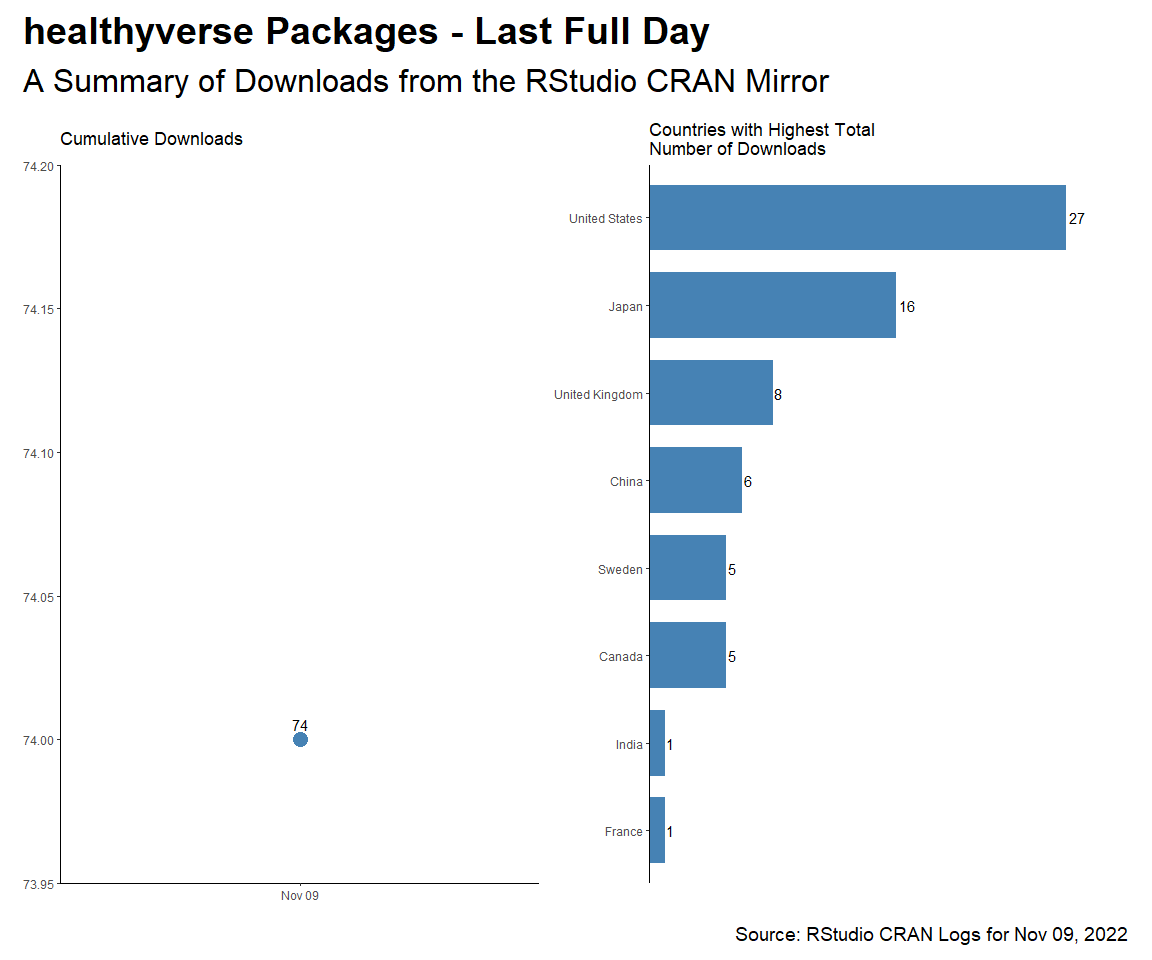 healthyverse Packages - Last Full Day
A Summary of Downloads from the RStudio CRAN Mirror
Cumulative Downloads
74.20
74.15
74.10
74.05
74.00
73.95
74
Nov 09
Countries with Highest Total
Number of Downloads
United States
27
Japan
16
United Kingdom
8
China
6
Sweden
5
Canada
5
India
1
France
1
Source: RStudio CRAN Logs for Nov 09, 2022